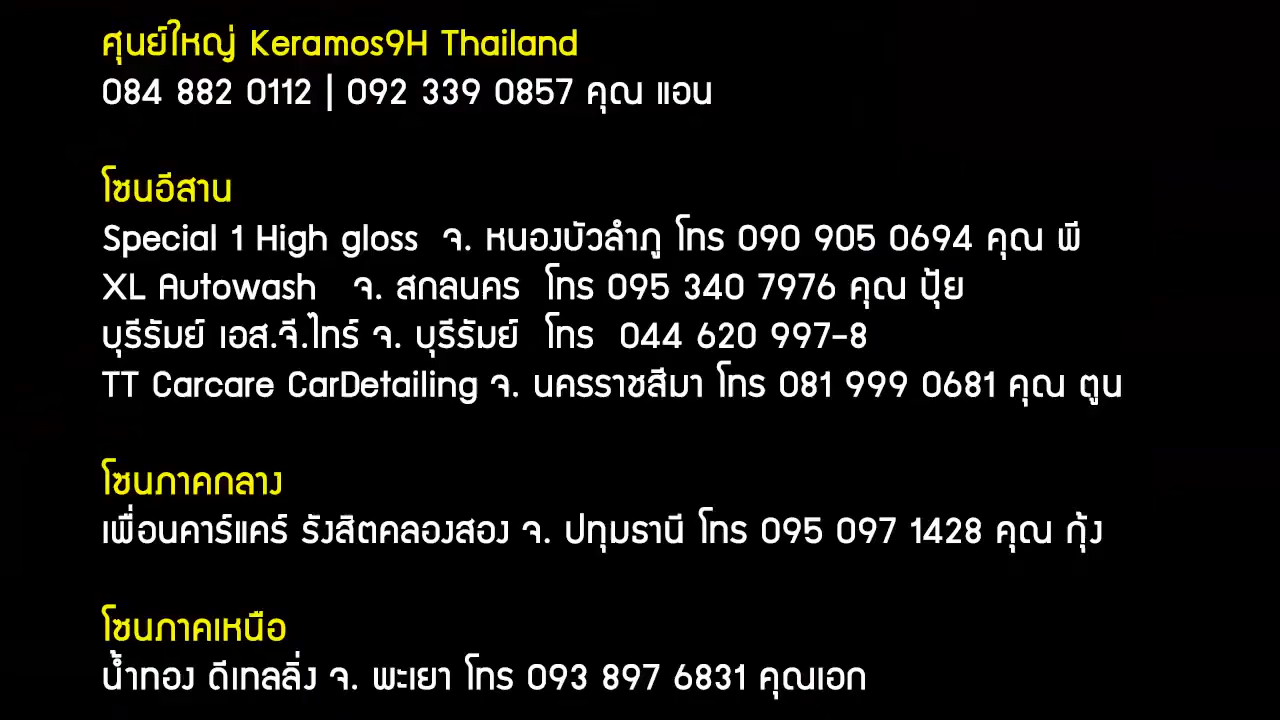 ศูนย์ใหญ่ Keramos9H Thailand
084 882 0112 | 092 339 0857 คุณ แอน
โซนอีสาน
Special 1 High gloss จ. หนองบัวลำภู โทร 090 905 0694 คุณ พี
XL Autowash จ. สกลนคร โทร 095 340 7976 คุณ ปุ้ย
บุรีรัมย์ เอส.จี.ไทร์ จ. บุรีรัมย์ โทร 044 620 997-8
TT Carcare CarDetailing จ. นครราชสีมา โทร 081 999 0681 คุณ ตูน
โซนภาคกลาง
เพื่อนคาร์แคร์ รังสิตคลองสอง จ. ปทุมธานี โทร 095 097 1428 คุณ กุ้ง
โซนภาคเหนือ
น้ำทอง ดีเทลลิ่ง จ. พะเยา โทร 093 897 6831 คุณเอก